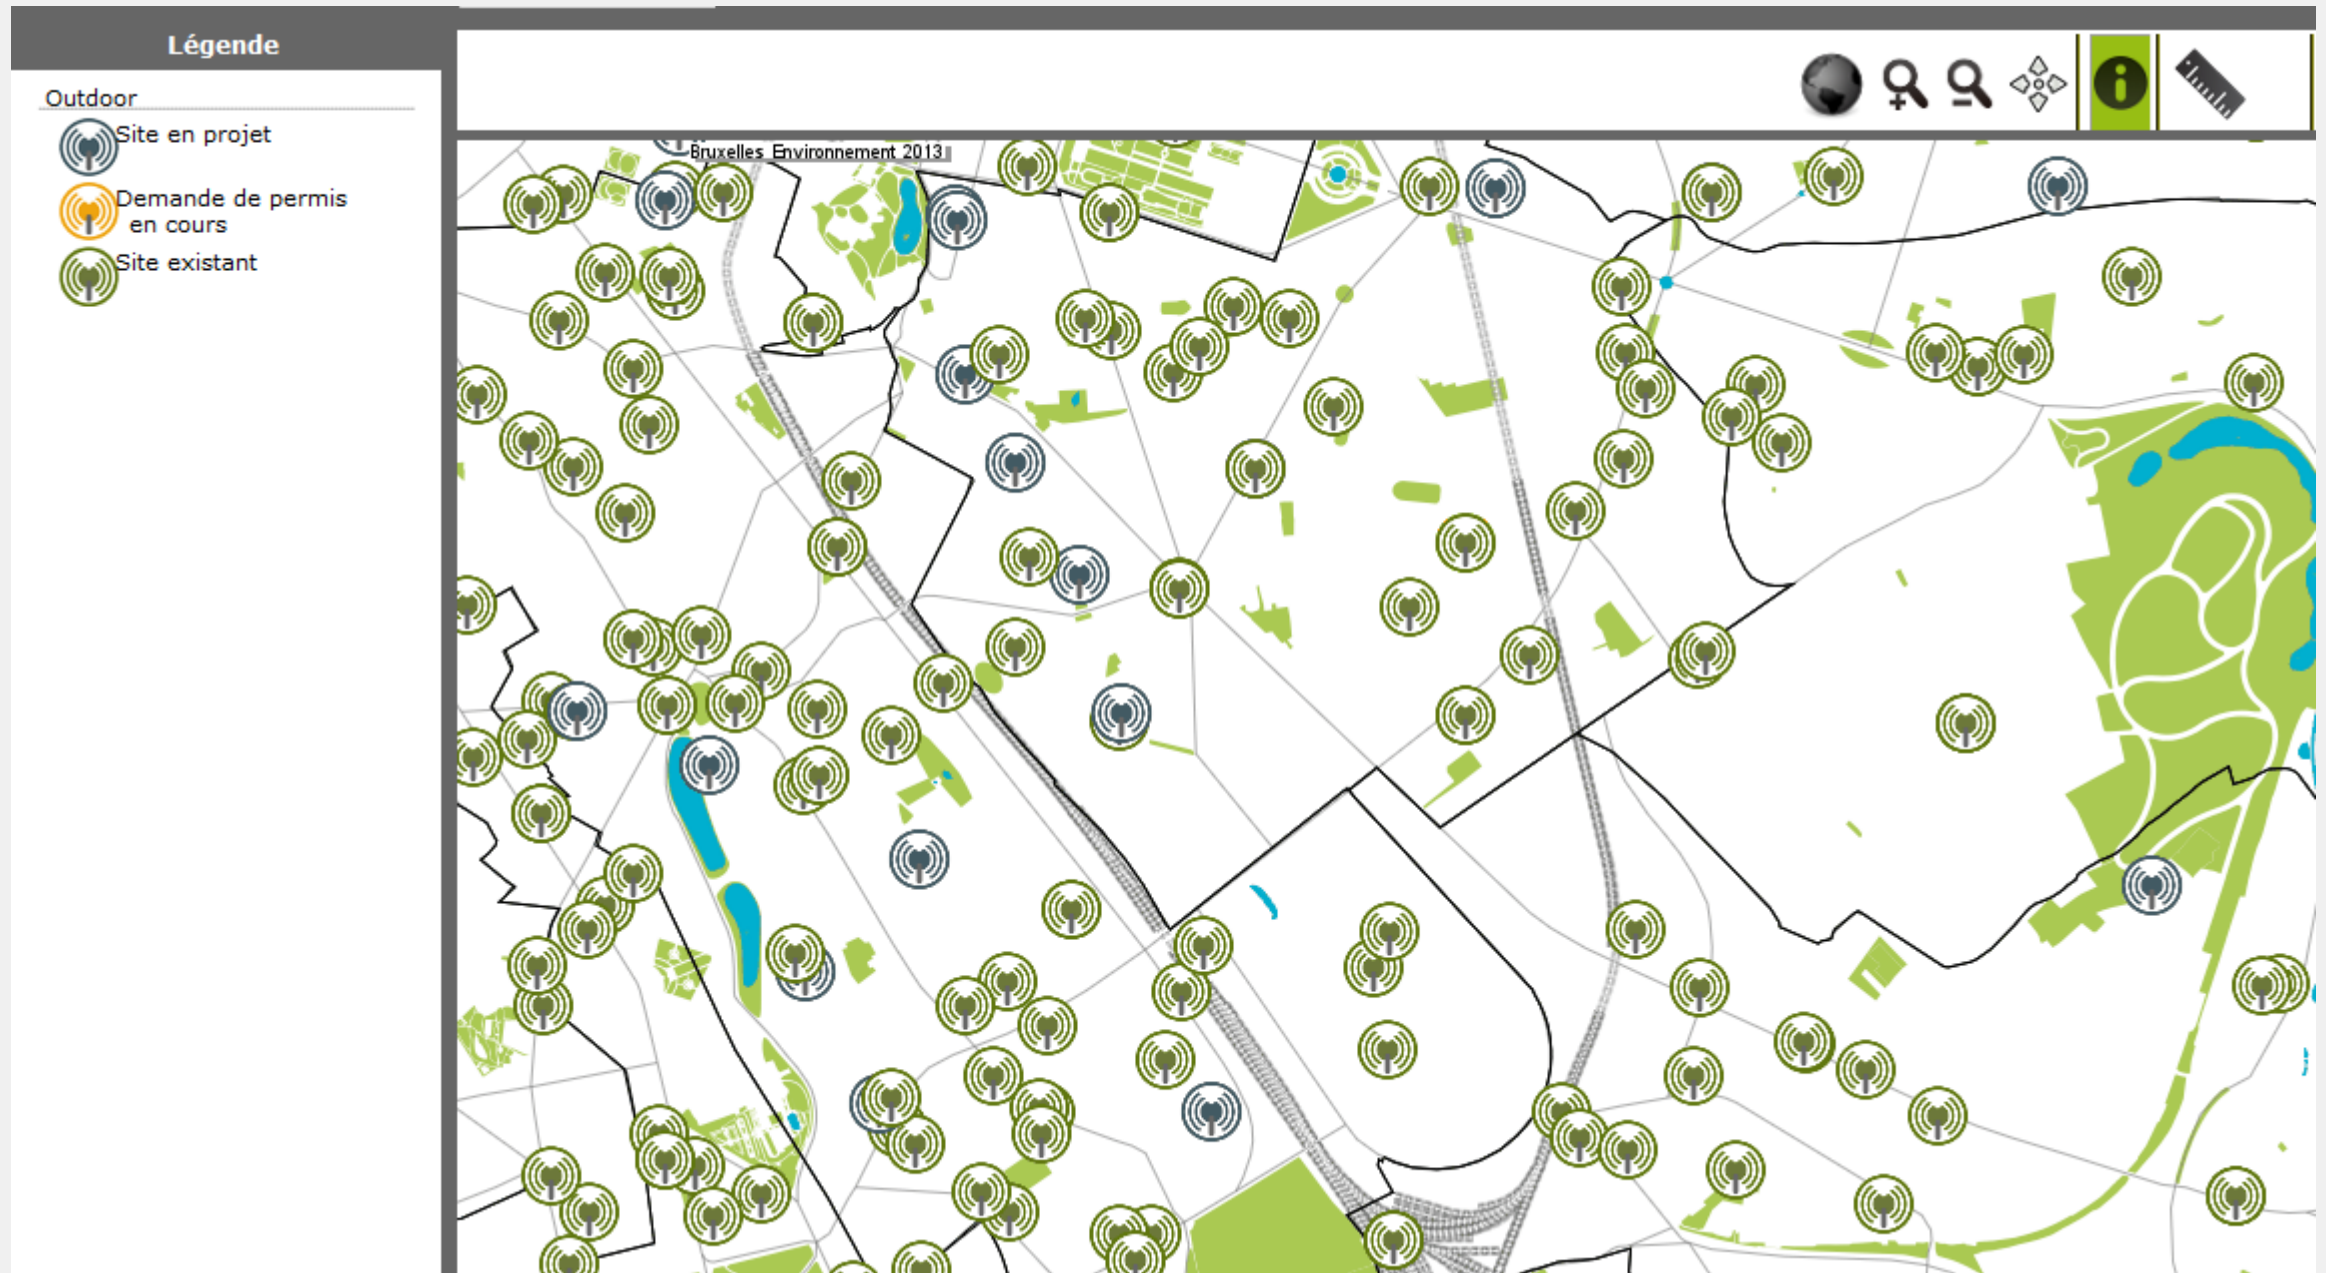 Légende
Outdoor
Site en projet
Demande de permis
en cours
Site existant
Bruxelles Environnement 2013